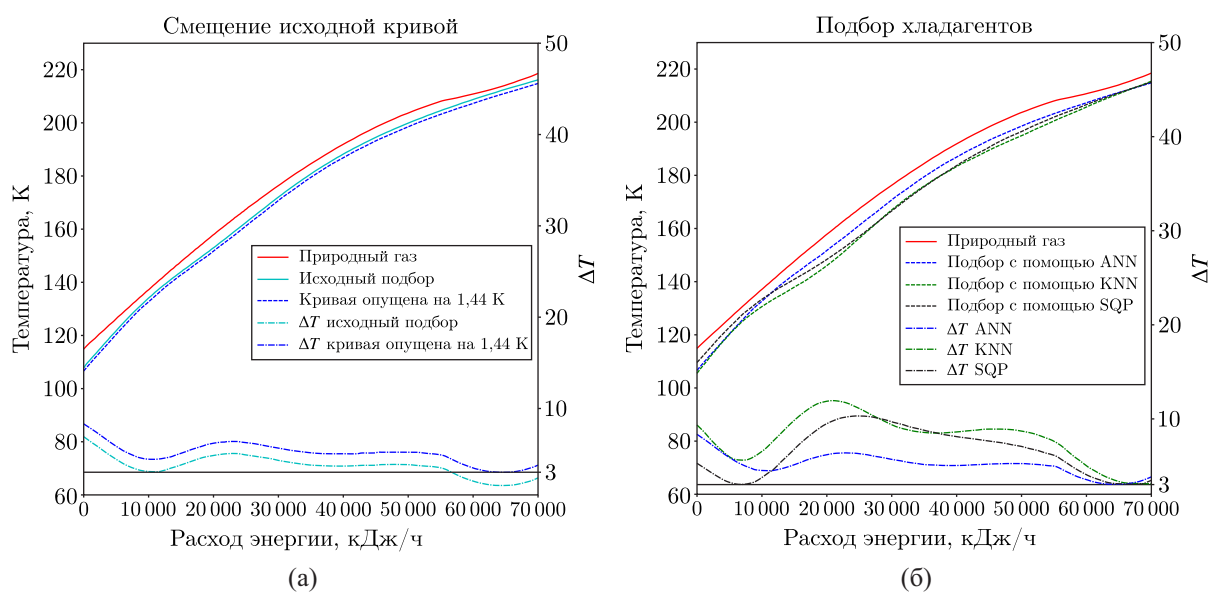 Смещение исходной кривой
220
200
180
160
140
120
100
80
60
Температура, К
50
40
30
20
10
3
ΔT
Природный газ
Исходный подбор
Кривая опущена на 1,44 К
ΔT исходный подбор
ΔT кривая опущена на 1,44 К
0 10 000 20 000 30 000 40 000 50 000 60 000 70 000
Расход энергии, кДж/ч
(а)
Подбор хладагентов
220
200
180
160
140
120
100
80
60
Температура, К
50
40
30
20
10
3
ΔT
Природный газ
Подбор с помощью ANN
Подбор с помощью KNN
Подбор с помощью SQP
ΔT ANN
ΔT KNN
ΔT SQP
0 10 000 20 000 30 000 40 000 50 000 60 000 70 000
Расход энергии, кДж/ч
(б)